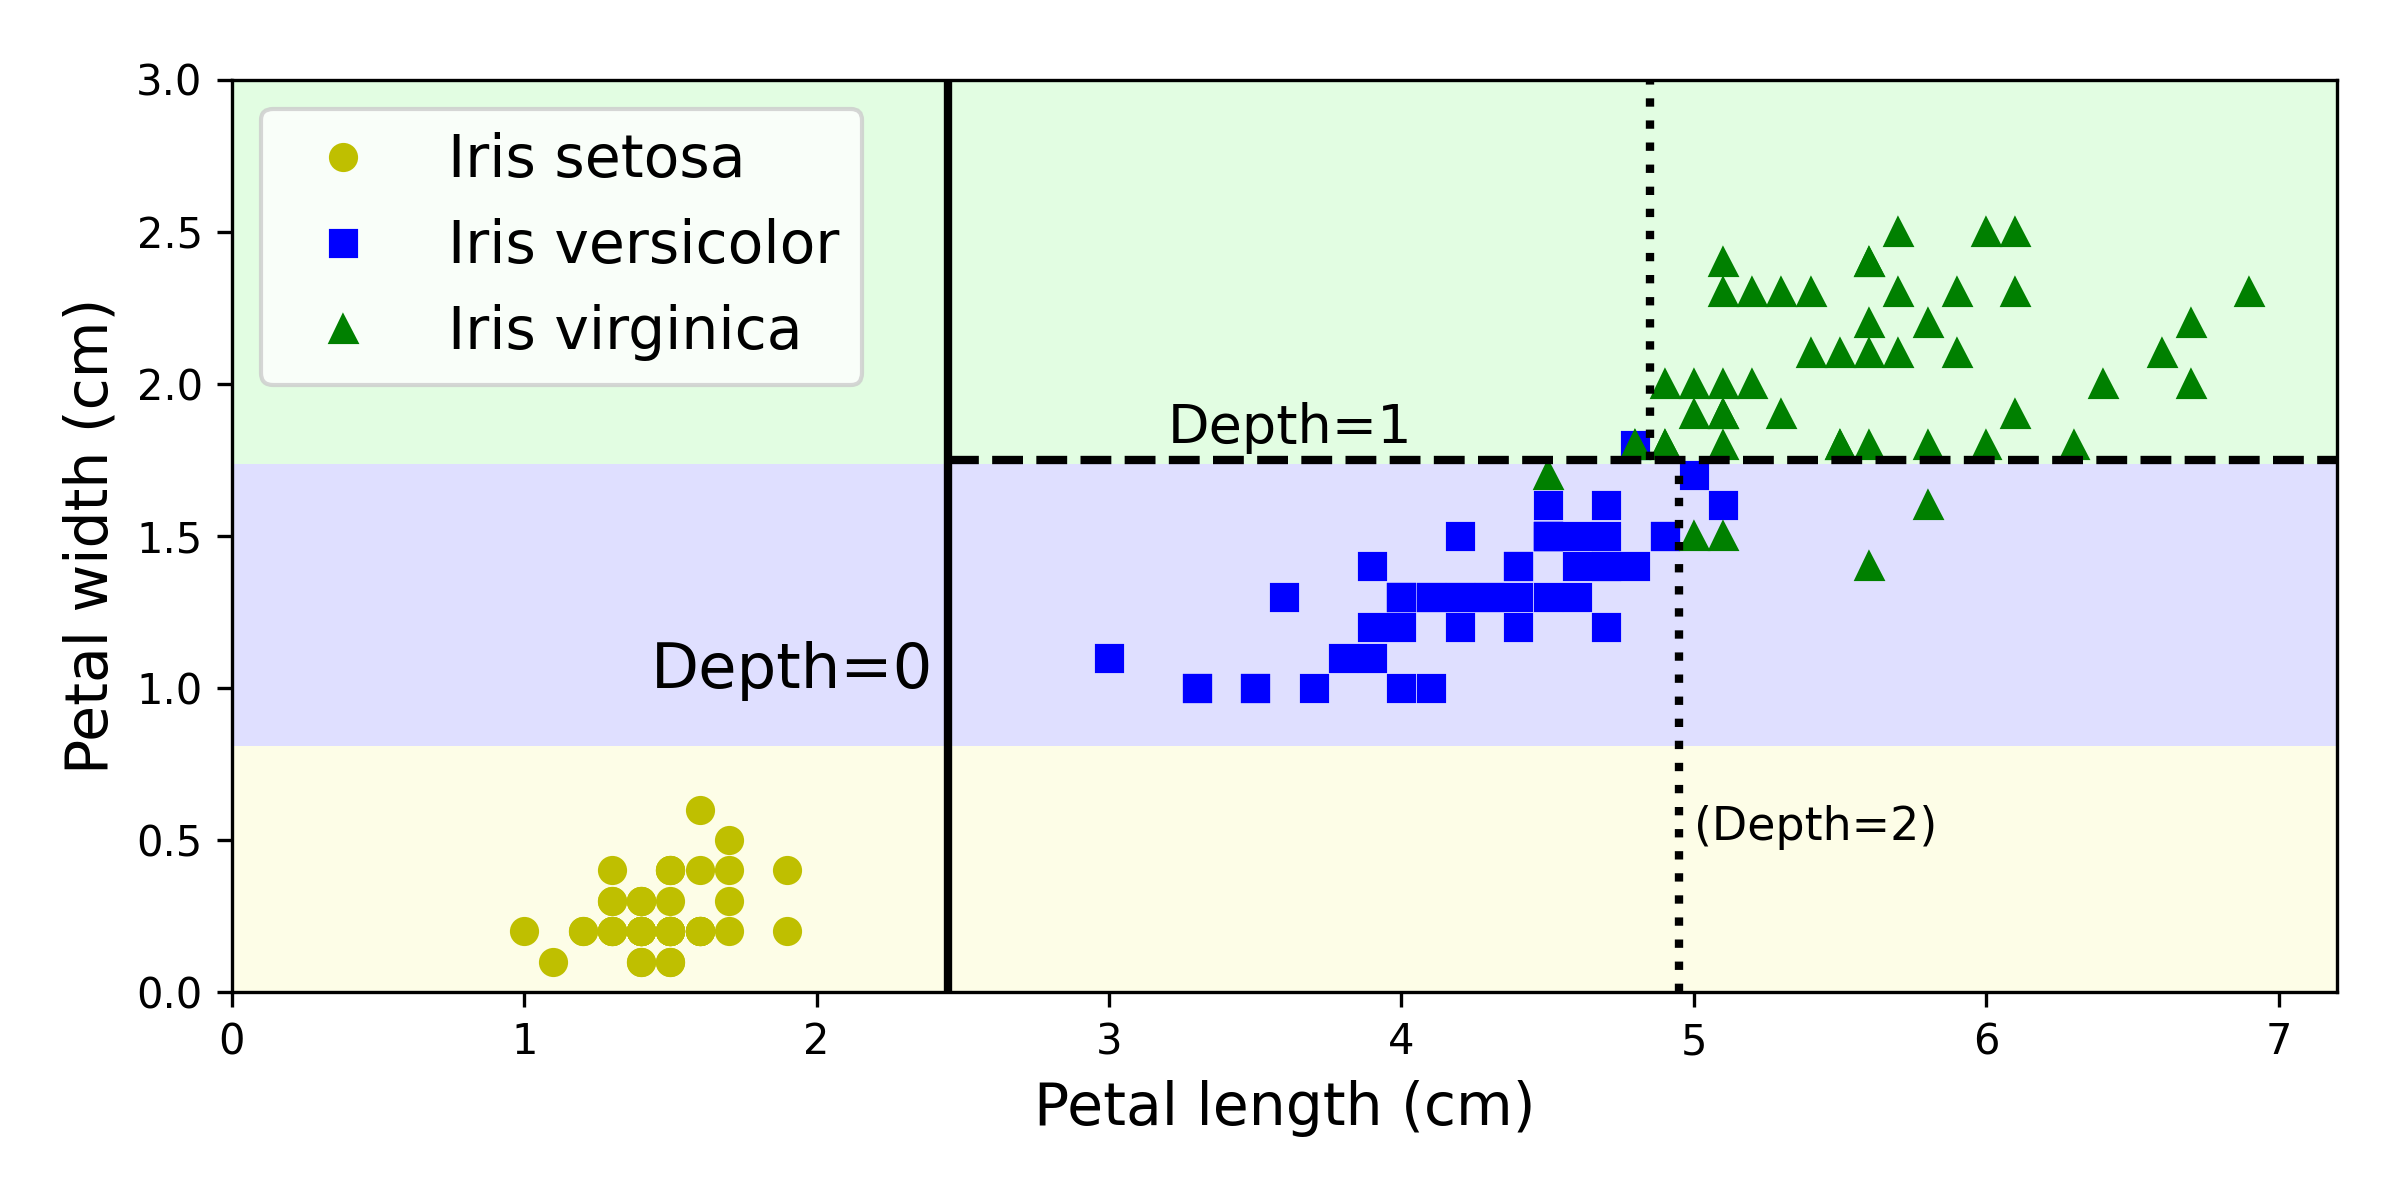 3.0
2.5
2.0
1.5
1.0
0.5
0.0
Petal width (cm)
Iris setosa
Iris versicolor
Iris virginica
Depth=1
Depth=0
(Depth=2)
0 1 2 3 4 5 6 7
Petal length (cm)